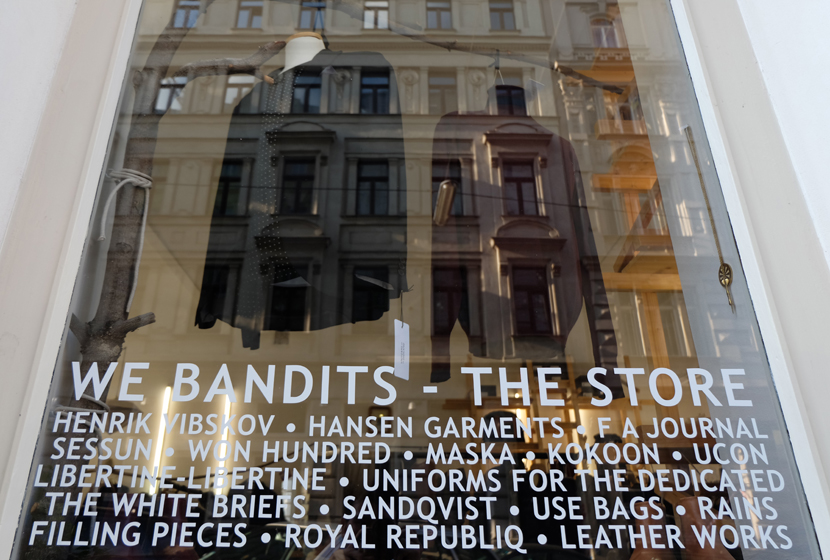 WE BANDITS - THE STORE
HENRIK VIBSKOV • HANSEN GARMENTS • F A JOURNAL
SESSUN • WON HUNDRED • MASKA • KOKOON • UCON
LIBERTINE-LIBERTINE • UNIFORMS FOR THE DEDICATED
THE WHITE BRIEFS • SANDQVIST • USE BAGS • RAINS
FILLING PIECES • ROYAL REPUBLIQ • LEATHER WORKS